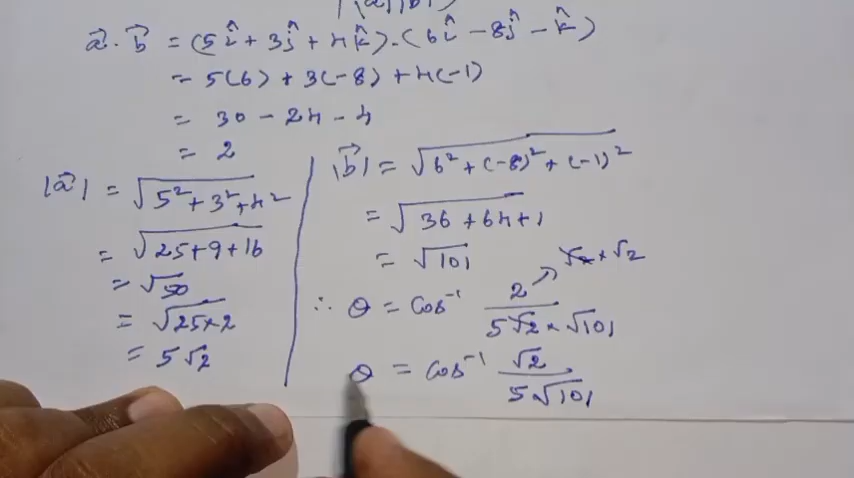 |a||b|
a⃗ · b⃗ = (5î + 3ĵ + 4k̂)·(6î − 8ĵ − k̂)
= 5(6) + 3(−8) + 4(−1)
= 30 − 24 − 4
= 2
|a⃗| = √(5² + 3² + 4²)
= √(25 + 9 + 16)
= √50
= √(25 × 2)
= 5√2
|b⃗| = √(6² + (−8)² + (−1)²)
= √(36 + 64 + 1)
= √101
∴ θ = cos⁻¹ 2/(5√2 × √101) → √2 × √2
θ = cos⁻¹ √2/(5√101)